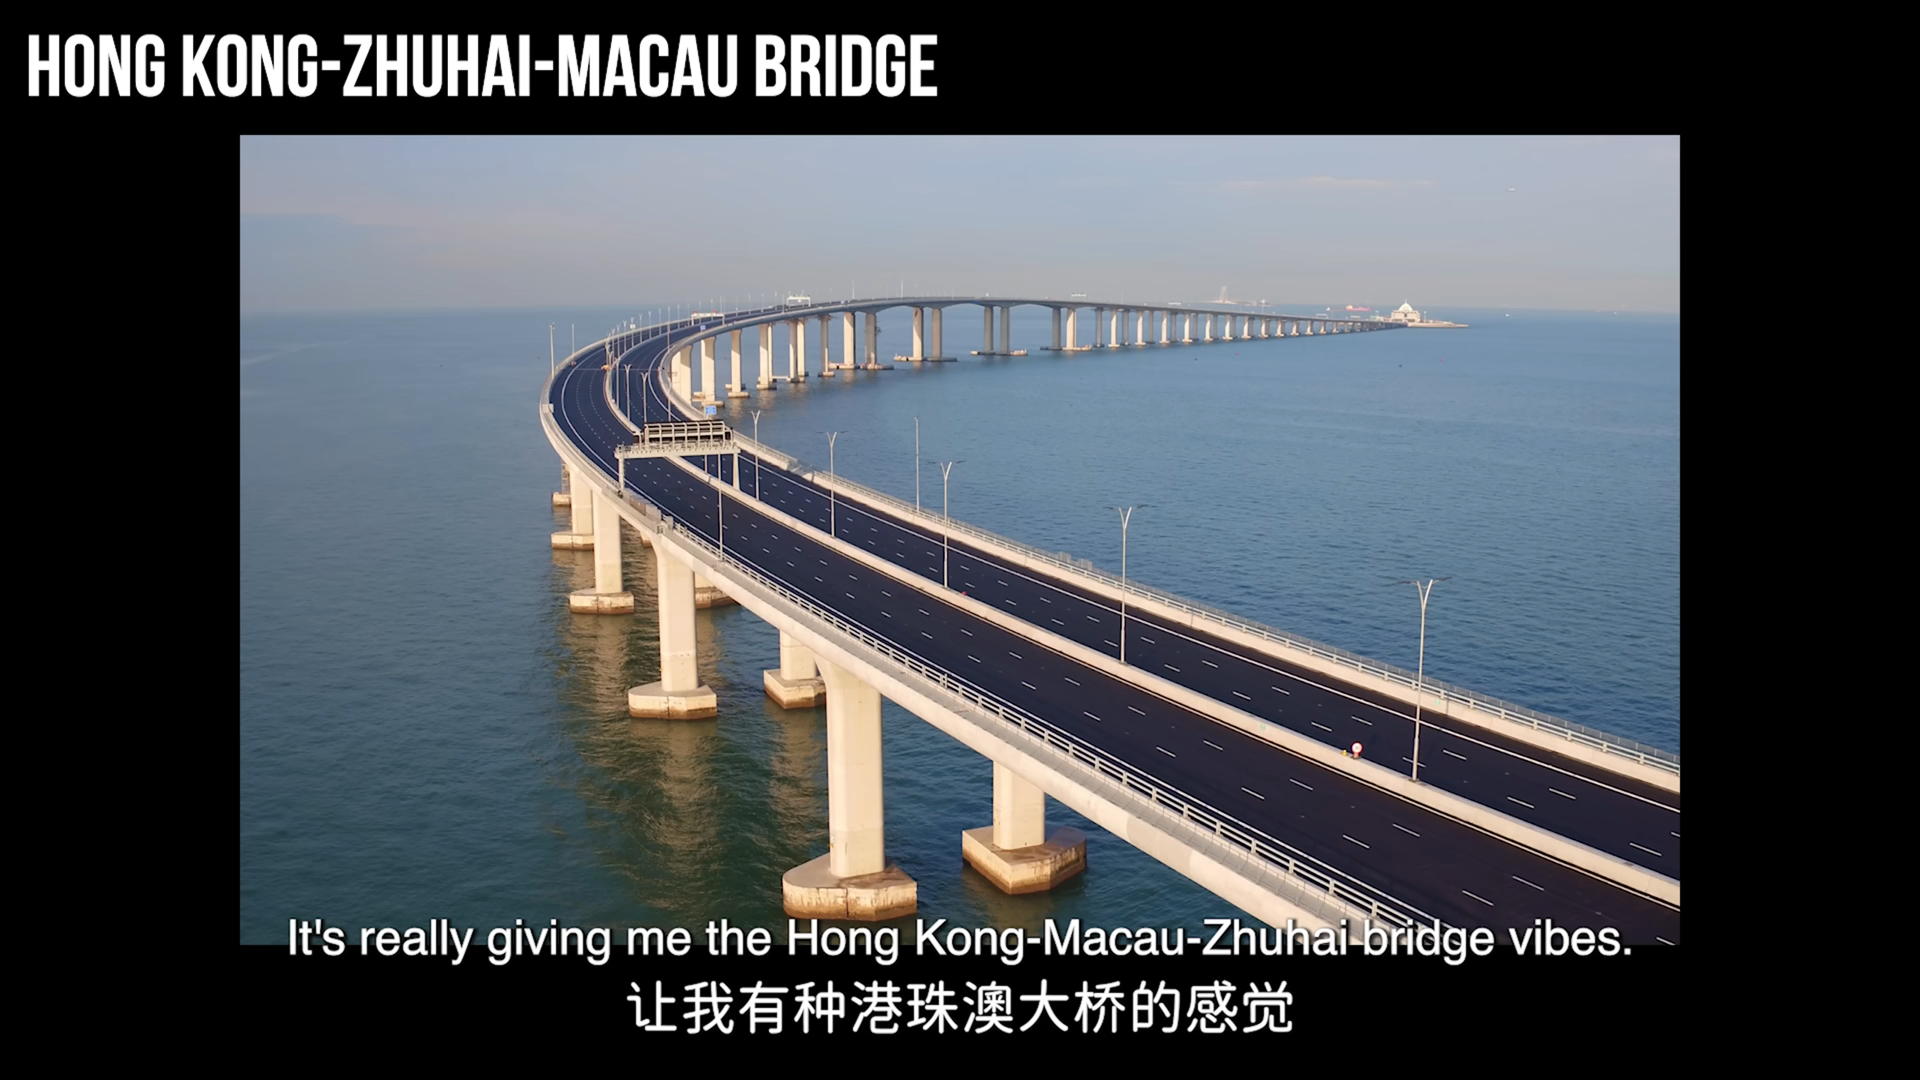 HONG KONG-ZHUHAI-MACAU BRIDGE
It's really giving me the Hong Kong-Macau-Zhuhai bridge vibes.
让我有种港珠澳大桥的感觉